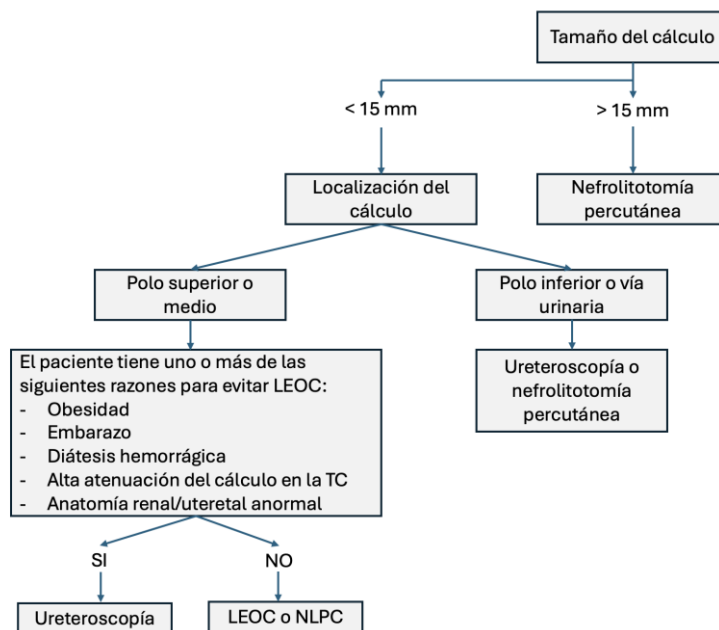 Tamaño del cálculo
< 15 mm
> 15 mm
Localización del
cálculo
Nefrolitotomía
percutánea
Polo superior o
medio
Polo inferior o vía
urinaria
El paciente tiene uno o más de las
siguientes razones para evitar LEOC:
- Obesidad
- Embarazo
- Diátesis hemorrágica
- Alta atenuación del cálculo en la TC
- Anatomía renal/uteretal anormal
Ureteroscopía o
nefrolitotomía
percutánea
SI
NO
Ureteroscopía
LEOC o NLPC